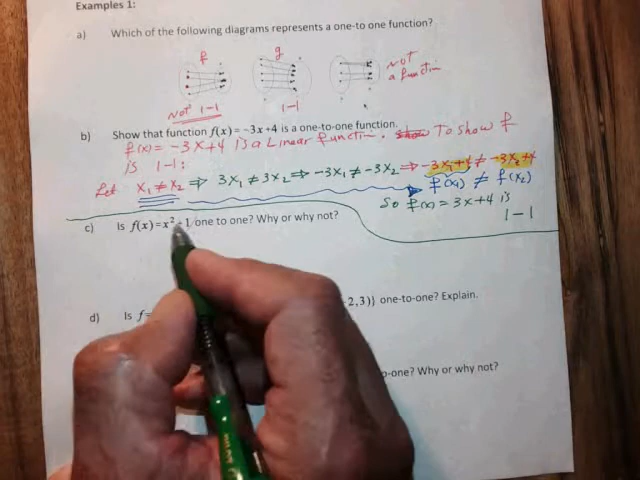 Examples 1:
a) Which of the following diagrams represents a one-to one function?
f g
Not 1-1 1-1 Not a function
b) Show that function f(x) = -3x+4 is a one-to-one function.
f(x) = -3x+4 is a Linear function. To show f
is 1-1:
Let x₁ ≠ x₂ ⇒ 3x₁ ≠ 3x₂ ⇒ -3x₁ ≠ -3x₂ ⇒ -3x₁+4 ≠ -3x₂+4
f(x₁) ≠ f(x₂)
So f(x) = 3x+4 is
1-1
c) Is f(x)=x²-1 one to one? Why or why not?
d) Is f= 2,3)} one-to-one? Explain.
-one? Why or why not?